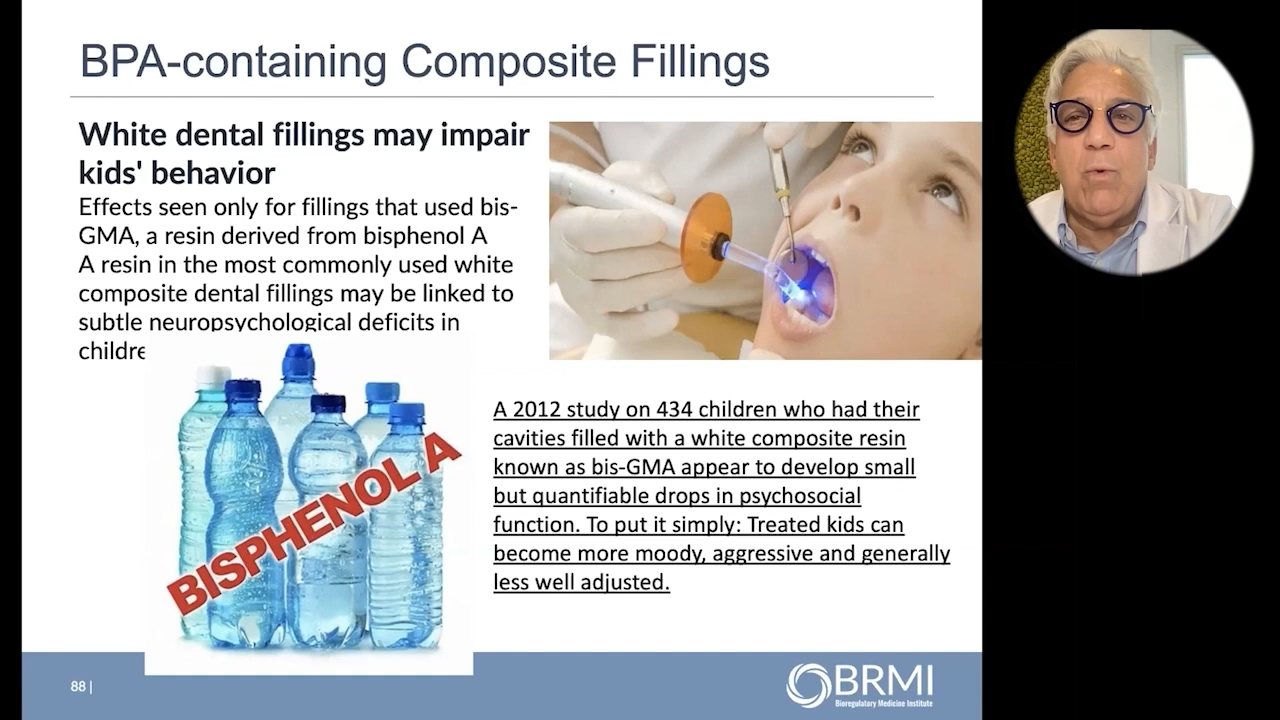 BPA-containing Composite Fillings
White dental fillings may impair
kids' behavior
Effects seen only for fillings that used bis-
GMA, a resin derived from bisphenol A
A resin in the most commonly used white
composite dental fillings may be linked to
subtle neuropsychological deficits in
childre
BISPHENOL A
A 2012 study on 434 children who had their
cavities filled with a white composite resin
known as bis-GMA appear to develop small
but quantifiable drops in psychosocial
function. To put it simply: Treated kids can
become more moody, aggressive and generally
less well adjusted.
88 |
BRMI
Bioregulatory Medicine Institute